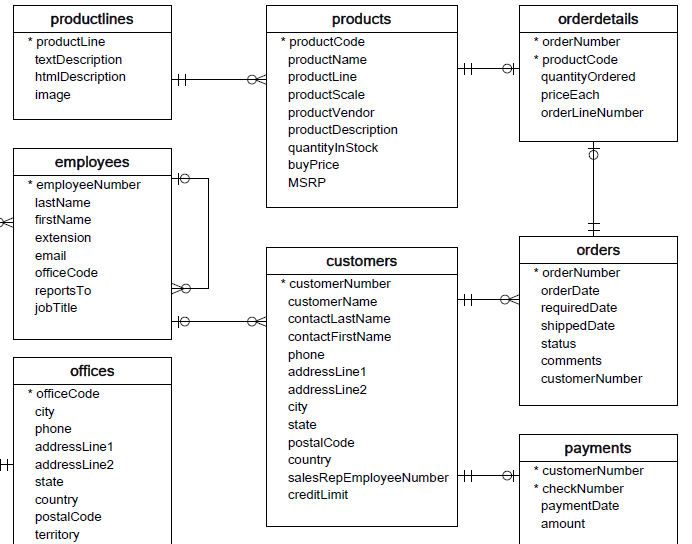 productlines
* productLine
textDescription
htmlDescription
image
products
* productCode
productName
productLine
productScale
productVendor
productDescription
quantityInStock
buyPrice
MSRP
orderdetails
* orderNumber
* productCode
quantityOrdered
priceEach
orderLineNumber
employees
* employeeNumber
lastName
firstName
extension
email
officeCode
reportsTo
jobTitle
customers
* customerNumber
customerName
contactLastName
contactFirstName
phone
addressLine1
addressLine2
city
state
postalCode
country
salesRepEmployeeNumber
creditLimit
orders
* orderNumber
orderDate
requiredDate
shippedDate
status
comments
customerNumber
offices
* officeCode
city
phone
addressLine1
addressLine2
state
country
postalCode
territory
payments
* customerNumber
* checkNumber
paymentDate
amount